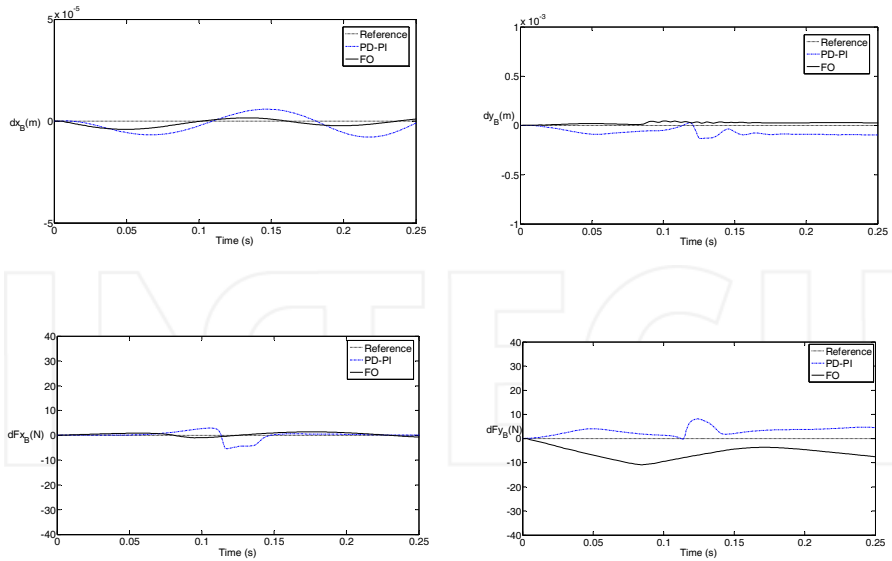 5 x 10^-5
Reference
PD-PI
FO
dx_B(m)
0
-5
0 0.05 0.1 0.15 0.2 0.25
Time (s)
1 x 10^-3
Reference
PD-PI
FO
0.5
dy_B(m)
0
-0.5
-1
0 0.05 0.1 0.15 0.2 0.25
Time (s)
INTECH
40
Reference
PD-PI
FO
30
20
10
dFx_B(N)
0
-10
-20
-30
-40
0 0.05 0.1 0.15 0.2 0.25
Time (s)
40
Reference
PD-PI
FO
30
20
10
dFy_B(N)
0
-10
-20
-30
-40
0 0.05 0.1 0.15 0.2 0.25
Time (s)